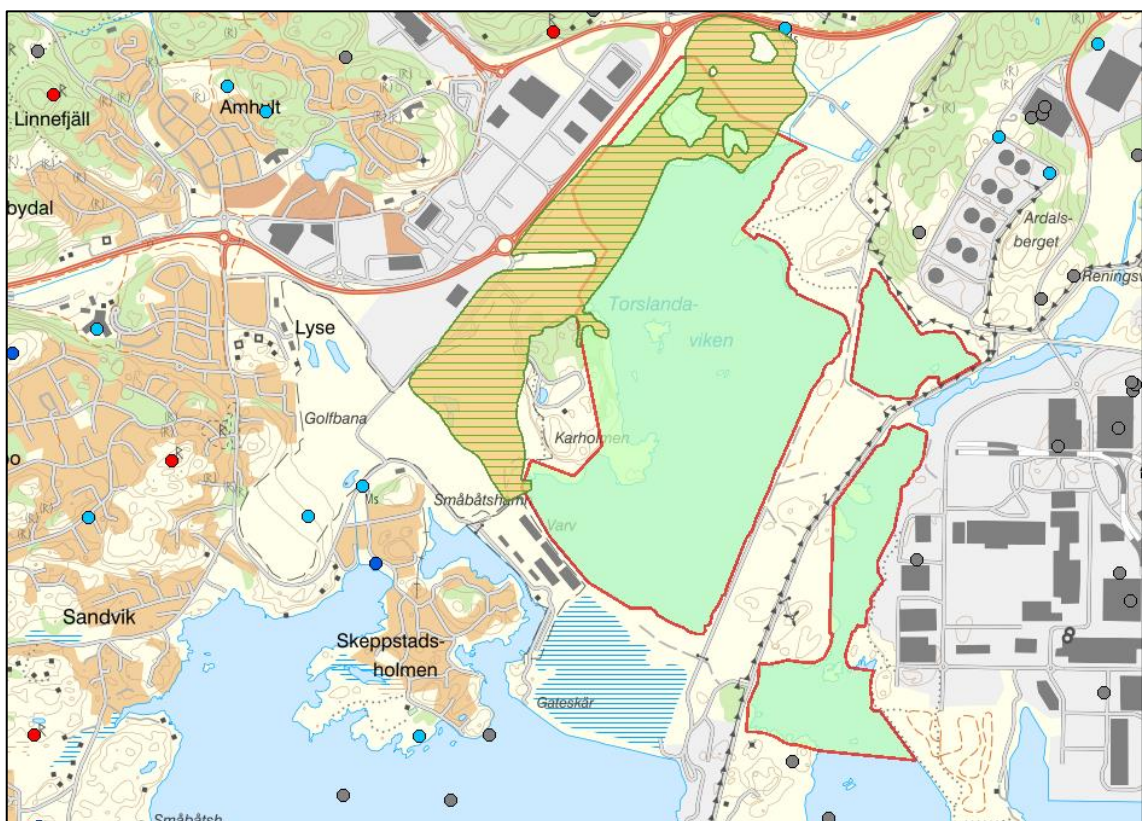 Linnefjäll
Amhult
bydal
Ardals-
berget
Reningsv
Torslanda-
viken
Lyse
Golfbana
Karholmen
Småbåtshamn
Varv
Sandvik
Skeppstads-
holmen
Gateskär
Småbåtsh